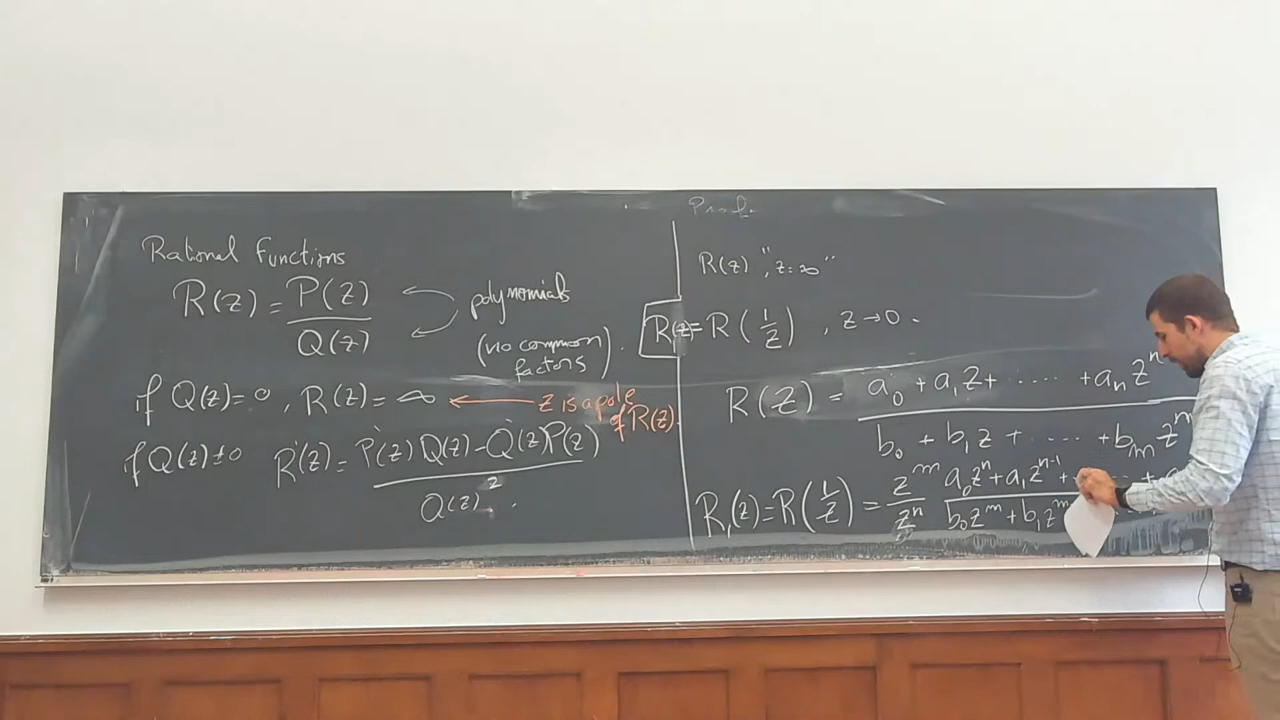 Rational Functions
R(z) = P(z) / Q(z)
polynomials
(no common factors).
if Q(z)=0, R(z) = ∞ ← z is a pole of R(z).
if Q(z)≠0 R'(z) = P'(z)Q(z) - Q'(z)P(z) / Q(z)^2.
Proof.
R(z) "z=∞"
R₁(z) = R(1/z), z→0.
R(z) = a₀ + a₁z + ..... + aₙzⁿ / b₀ + b₁z + .... + bₘzᵐ
R₁(z) = R(1/z) = zᵐ/zⁿ a₀zⁿ + a₁zⁿ⁻¹ + / b₀zᵐ + b₁zᵐ